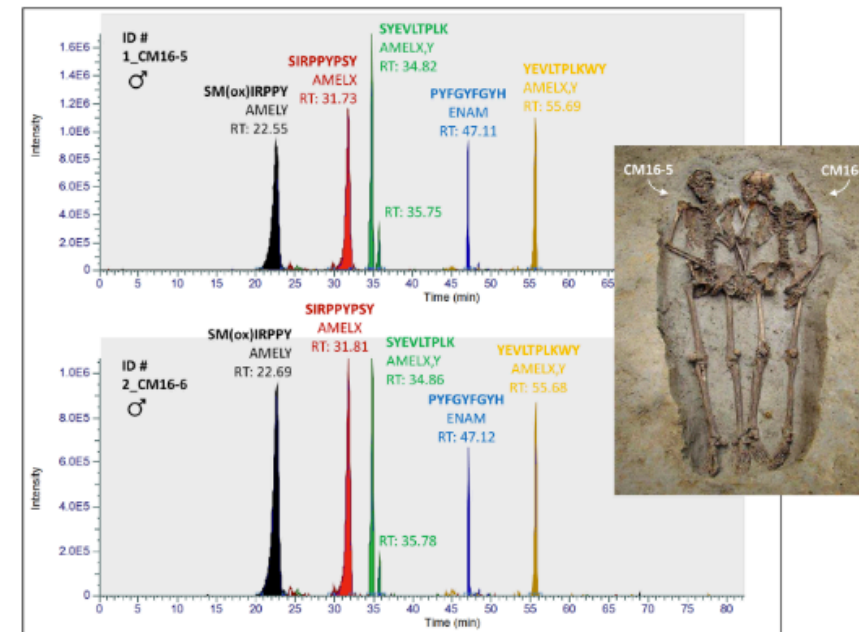 ID #
1_CM16-5
♂
SM(ox)IRPPY
AMELY
RT: 22.55
SIRPPYPSY
AMELX
RT: 31.73
SYEVLTPLK
AMELX,Y
RT: 34.82
RT: 35.75
PYFGYFGYH
ENAM
RT: 47.11
YEVLTPLKWY
AMELX,Y
RT: 55.69
Intensity
1.6E6
1.4E6
1.2E6
1.0E6
8.0E5
6.0E5
4.0E5
2.0E5
0
0 5 10 15 20 25 30 35 40 45 50 55 60 65
Time (min)
CM16-5
CM16-
ID #
2_CM16-6
♂
SM(ox)IRPPY
AMELY
RT: 22.69
SIRPPYPSY
AMELX
RT: 31.81
SYEVLTPLK
AMELX,Y
RT: 34.86
RT: 35.78
PYFGYFGYH
ENAM
RT: 47.12
YEVLTPLKWY
AMELX,Y
RT: 55.68
Intensity
1.0E6
8.0E5
6.0E5
4.0E5
2.0E5
0
0 5 10 15 20 25 30 35 40 45 50 55 60 65 70 75 80
Time (min)